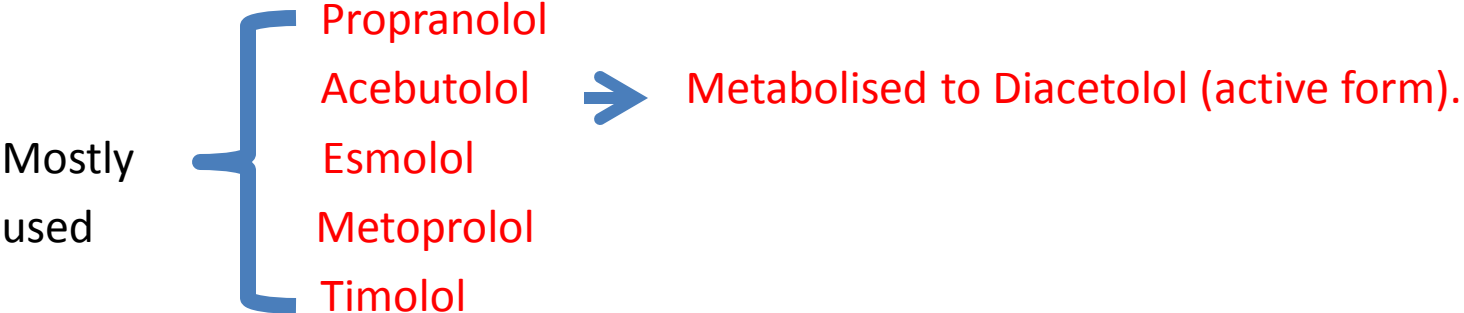 Propranolol
Acebutolol Metabolised to Diacetolol (active form).
Mostly Esmolol
used Metoprolol
Timolol